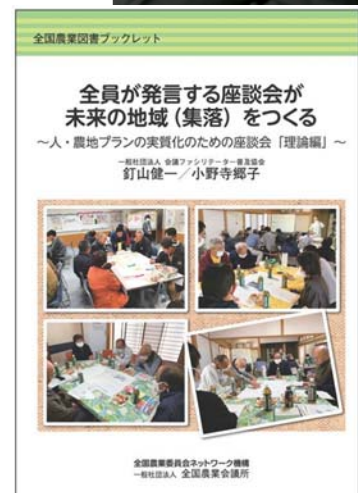 全国農業図書ブックレット
全員が発言する座談会が
未来の地域（集落）をつくる
～人・農地プランの実質化のための座談会「理論編」～
一般社団法人 会議ファシリテーター普及協会
釘山健一／小野寺郷子
全国農業委員会ネットワーク機構
一般社団法人 全国農業会議所